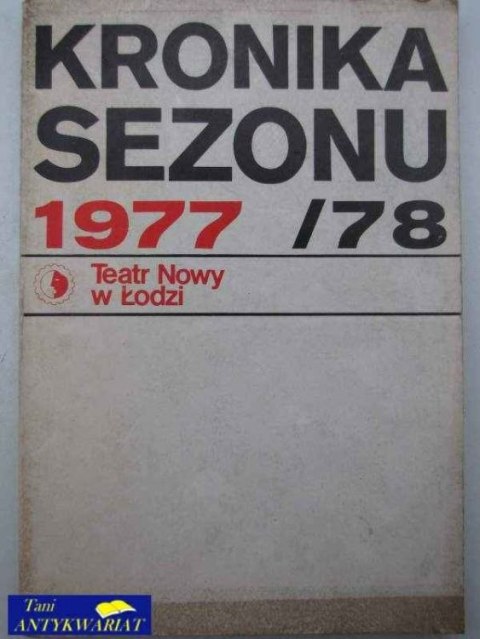 KRONIKA
SEZONU
1977 /78
Teatr Nowy
w Łodzi
Tani
ANTYKWARIAT